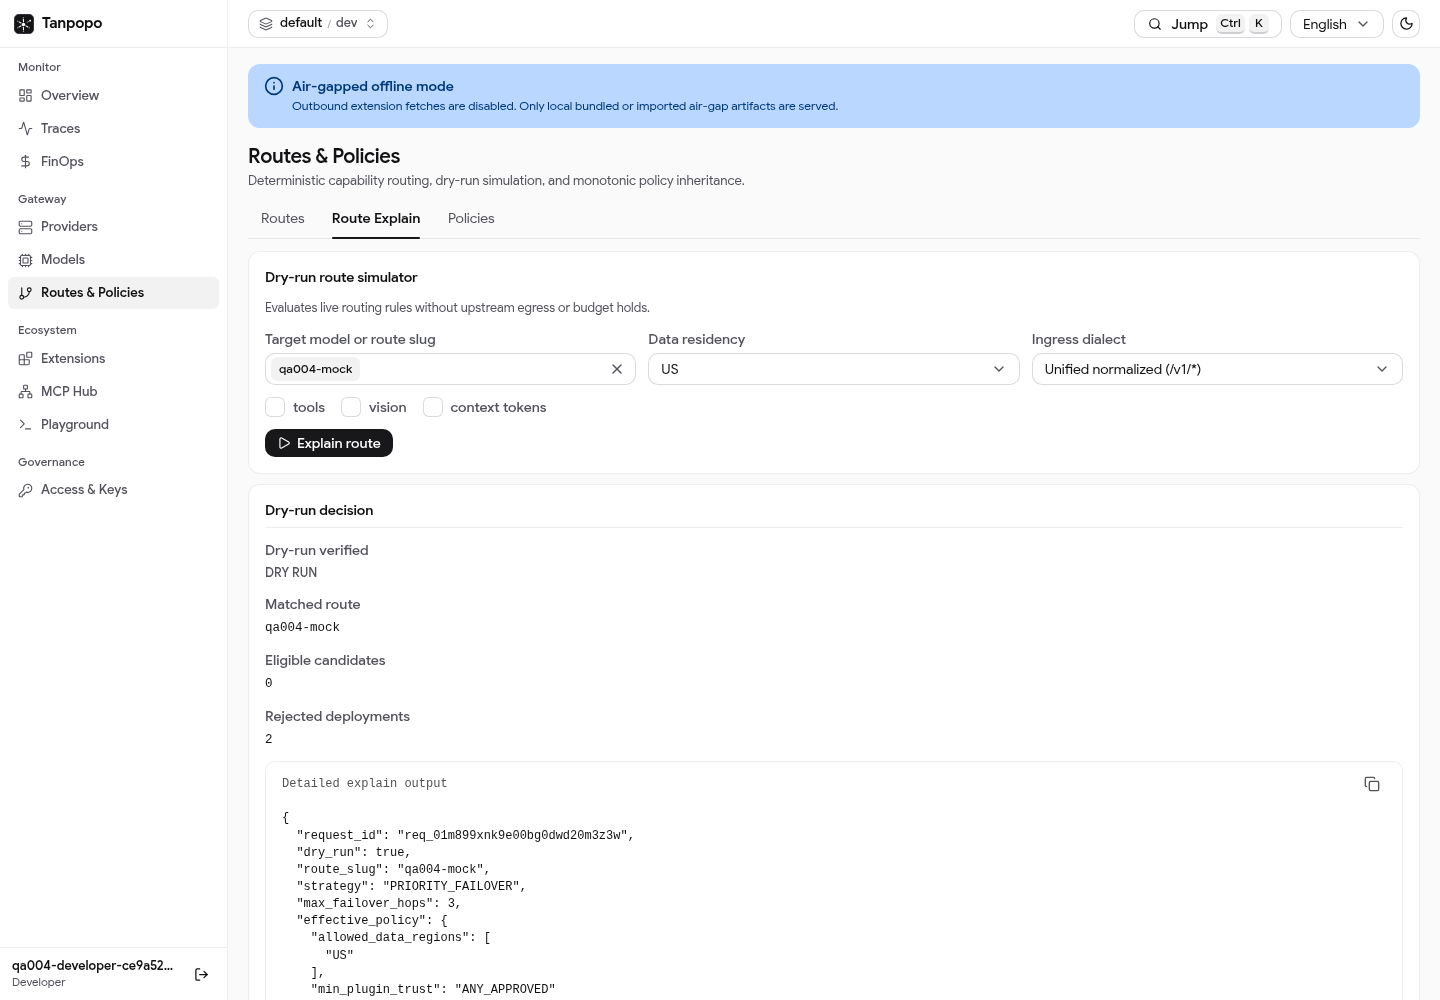 Tanpopo
default / dev
Jump Ctrl K
English
Monitor
Overview
Traces
FinOps
Gateway
Providers
Models
Routes & Policies
Ecosystem
Extensions
MCP Hub
Playground
Governance
Access & Keys
qa004-developer-ce9a52...
Developer
Air-gapped offline mode
Outbound extension fetches are disabled. Only local bundled or imported air-gap artifacts are served.
Routes & Policies
Deterministic capability routing, dry-run simulation, and monotonic policy inheritance.
Routes Route Explain Policies
Dry-run route simulator
Evaluates live routing rules without upstream egress or budget holds.
Target model or route slug Data residency Ingress dialect
qa004-mock US Unified normalized (/v1/*)
tools vision context tokens
Explain route
Dry-run decision
Dry-run verified
DRY RUN
Matched route
qa004-mock
Eligible candidates
0
Rejected deployments
2
Detailed explain output
{
"request_id": "req_01m899xnk9e00bg0dwd20m3z3w",
"dry_run": true,
"route_slug": "qa004-mock",
"strategy": "PRIORITY_FAILOVER",
"max_failover_hops": 3,
"effective_policy": {
"allowed_data_regions": [
"US"
],
"min_plugin_trust": "ANY_APPROVED"